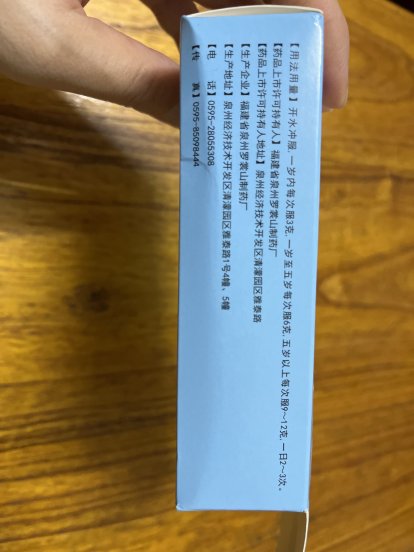 【用法用量】开水冲服,一岁内每次服3克,一岁至五岁每次服6克,五岁以上每次服9~12克,一日2~3次。
【药品上市许可持有人】福建省泉州罗裳山制药厂
【药品上市许可持有人地址】泉州经济技术开发区清濛园区雅泰路
【生产企业】福建省泉州罗裳山制药厂
【生产地址】泉州经济技术开发区清濛园区雅泰路1号4幢、5幢
【电 话】0595-28055308
【传 真】0595-85098444